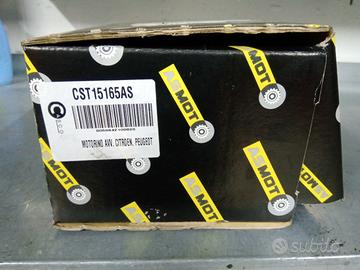 CST15165AS
MOTORINO AVV. CITROEN, PEUGEOT
ASMOT
ASMOT
ASMOT
ASMOT
subito